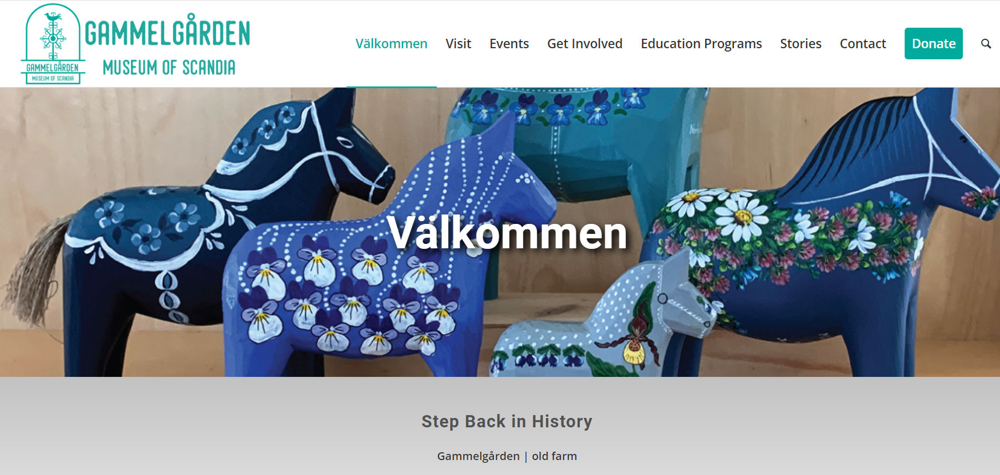 GAMMELGÅRDEN
MUSEUM OF SCANDIA
GAMMELGÅRDEN
MUSEUM OF SCANDIA
Välkommen
Visit
Events
Get Involved
Education Programs
Stories
Contact
Donate
Välkommen
Step Back in History
Gammelgården | old farm